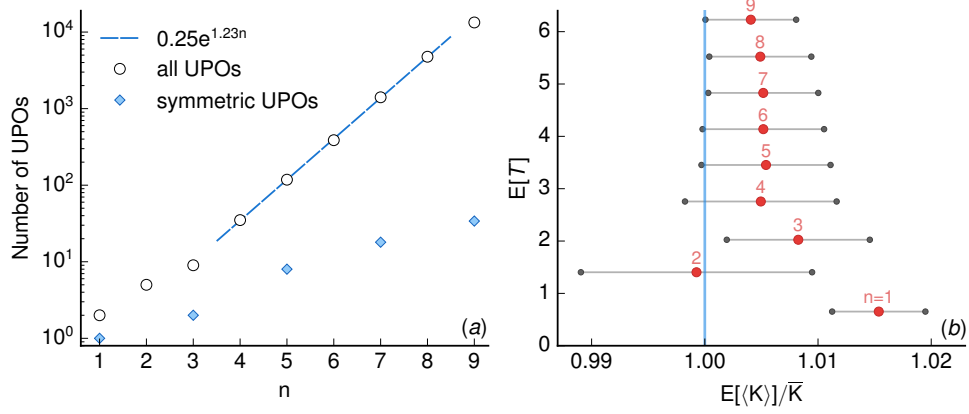 Number of UPOs
10⁴
10³
10²
10¹
10⁰
0.25e^{1.23n}
all UPOs
symmetric UPOs
(a)
1 2 3 4 5 6 7 8 9
n
E[T]
6
5
4
3
2
1
0
9
8
7
6
5
4
3
2
n=1
(b)
0.99 1.00 1.01 1.02
E[⟨K⟩]/K̅